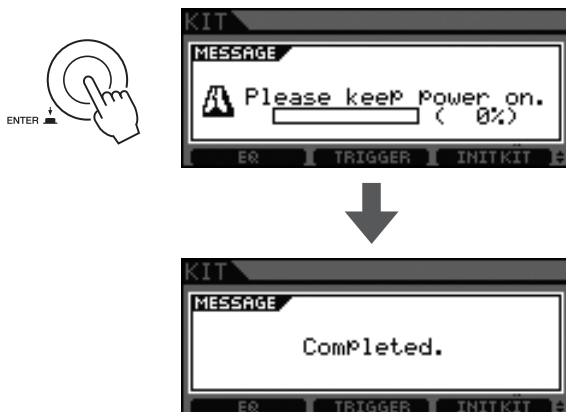 KIT
MESSAGE
Please keep power on.
( 0%)
ENTER
EQ TRIGGER INITKIT
KIT
MESSAGE
Completed.
EQ TRIGGER INITKIT